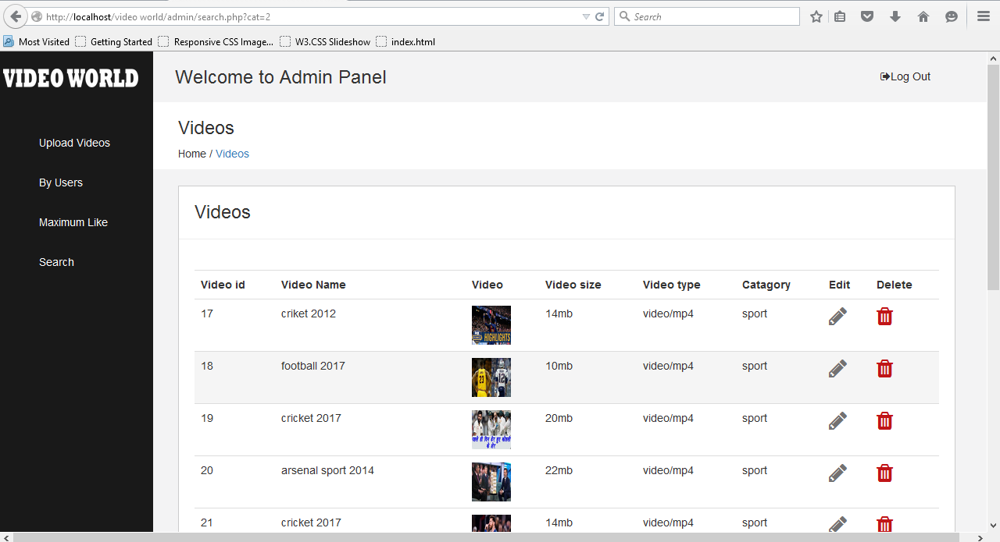 http://localhost/video world/admin/search.php?cat=2
Search
Most Visited
Getting Started
Responsive CSS Image...
W3.CSS Slideshow
index.html
VIDEO WORLD
Welcome to Admin Panel
Log Out
Upload Videos
By Users
Maximum Like
Search
Videos
Home / Videos
Videos
Video id Video Name Video Video size Video type Catagory Edit Delete
17 criket 2012 14mb video/mp4 sport
HIGHLIGHTS
18 football 2017 10mb video/mp4 sport
23
12
19 cricket 2017 20mb video/mp4 sport
20 arsenal sport 2014 22mb video/mp4 sport
21 cricket 2017 14mb video/mp4 sport